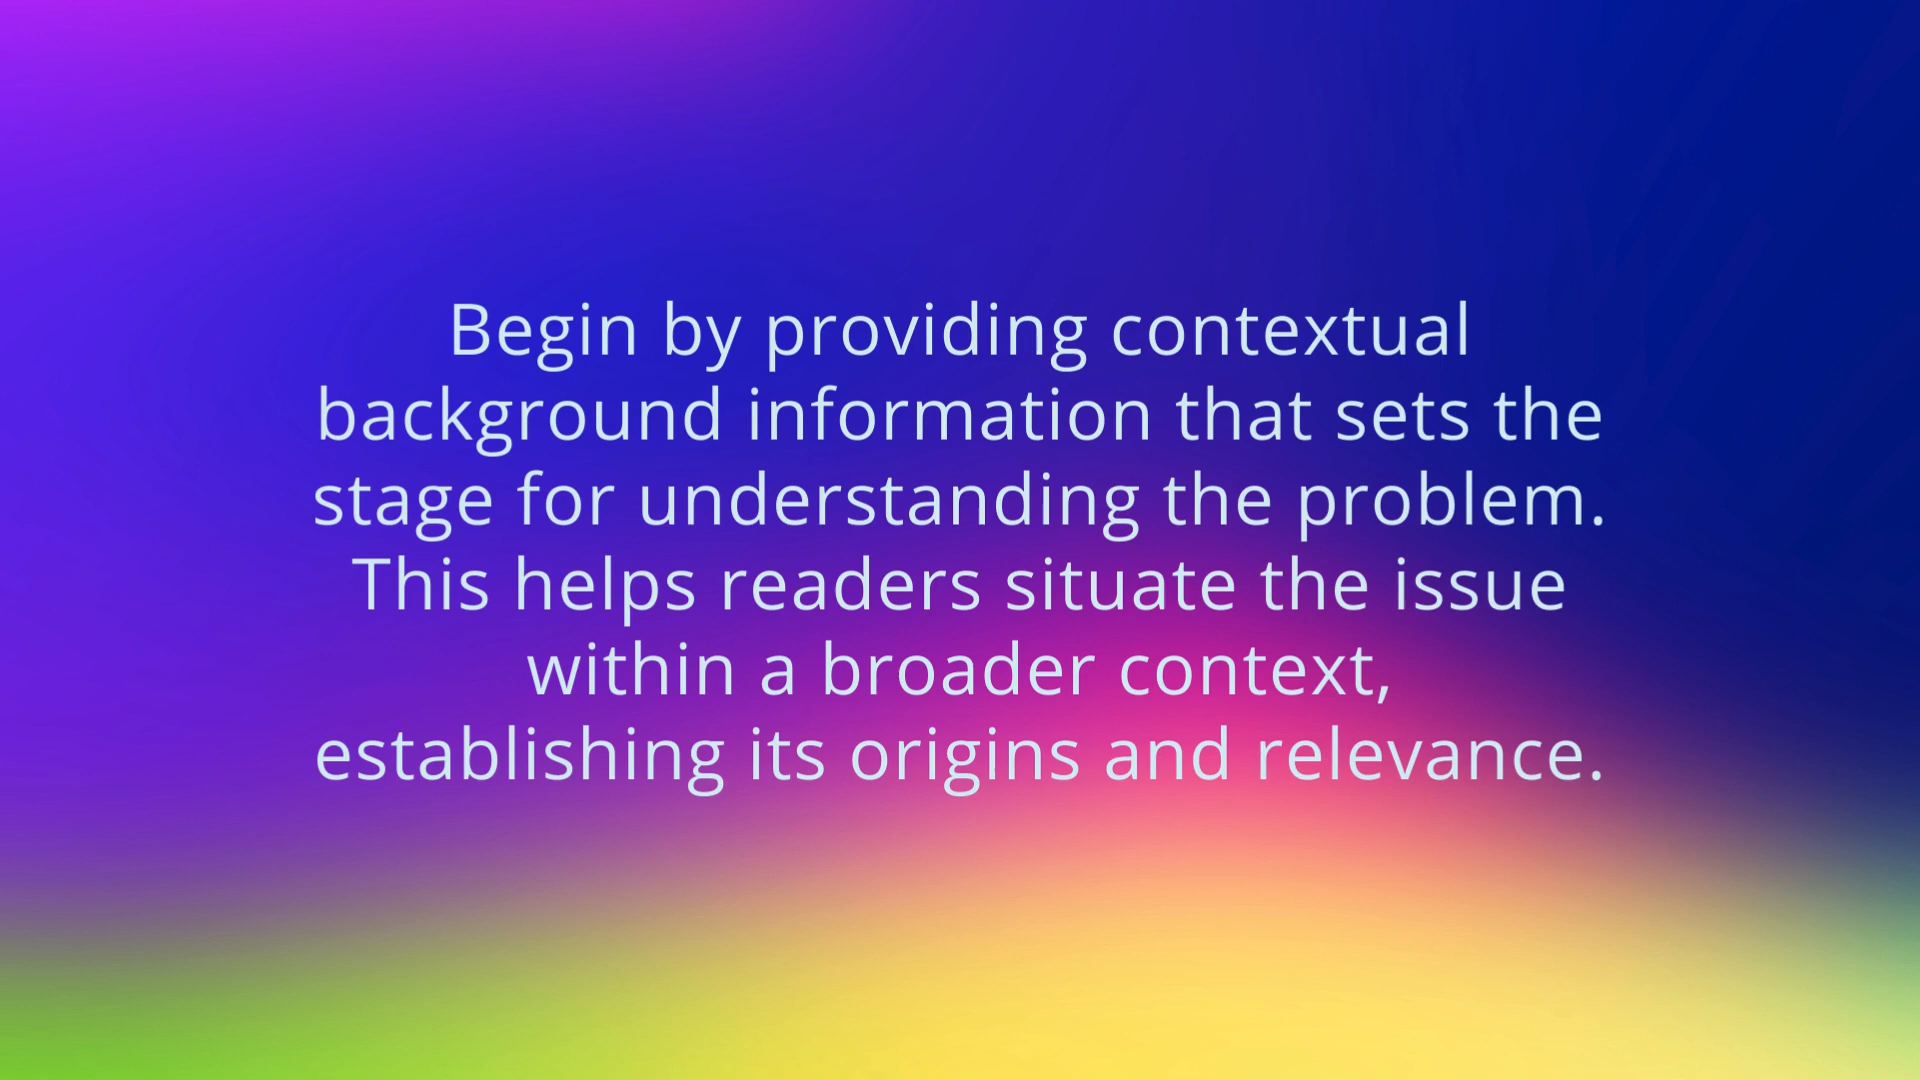 Begin by providing contextual
background information that sets the
stage for understanding the problem.
This helps readers situate the issue
within a broader context,
establishing its origins and relevance.